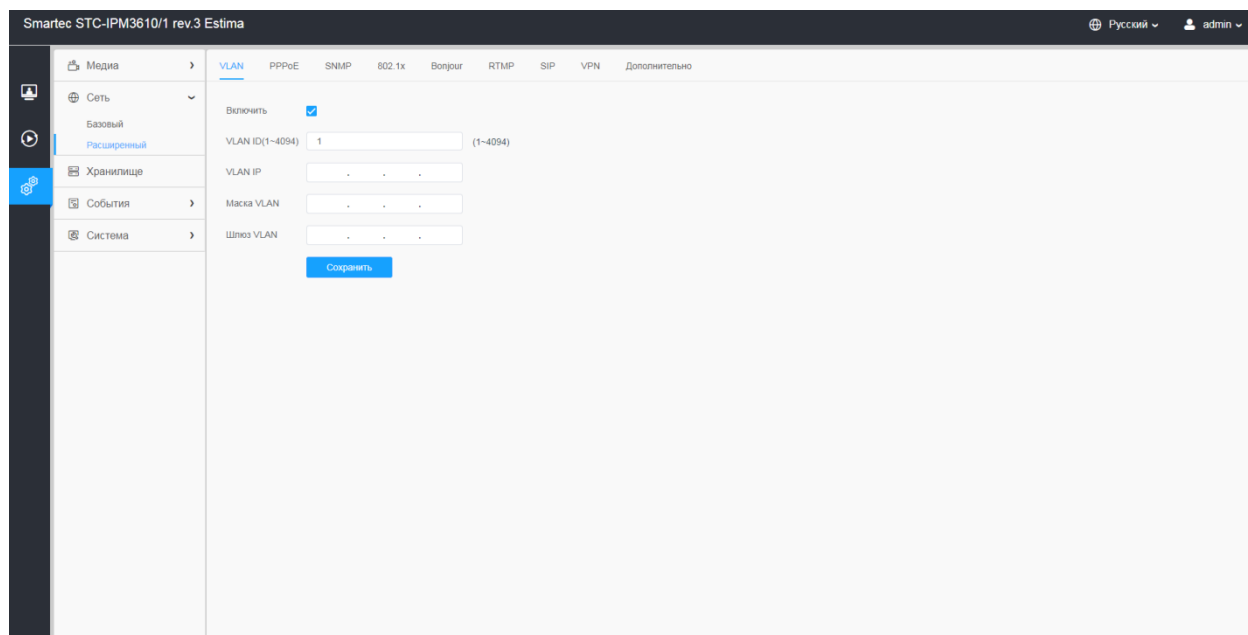 Smartec STC-IPM3610/1 rev.3 Estima
Русский
admin
Медиа
Сеть
Базовый
Расширенный
Хранилище
События
Система
VLAN PPPoE SNMP 802.1x Bonjour RTMP SIP VPN Дополнительно
Включить
VLAN ID(1~4094) 1 (1~4094)
VLAN IP . . .
Маска VLAN . . .
Шлюз VLAN . . .
Сохранить